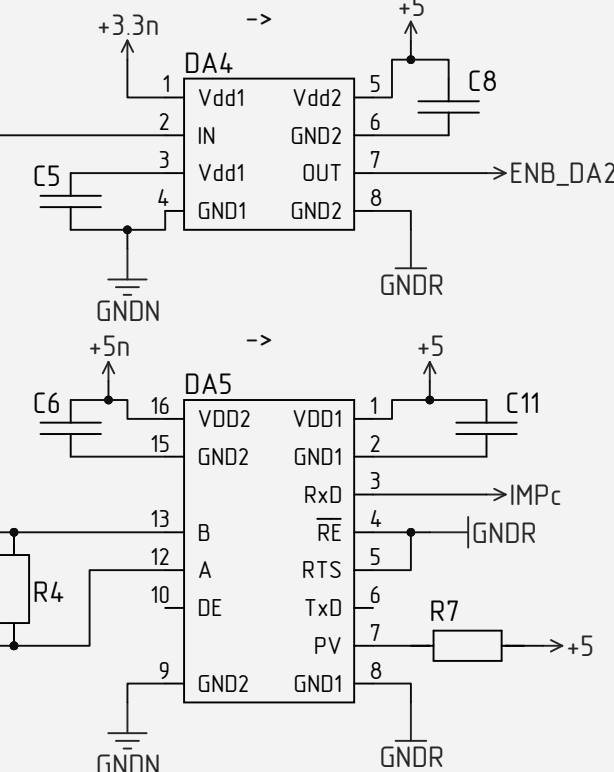 +3.3n -> +5
DA4
1 Vdd1 Vdd2 5 C8
2 IN GND2 6
C5 3 Vdd1 OUT 7 ENB_DA2
4 GND1 GND2 8
GNDN GNDR
+5n -> +5
DA5
C6 16 VDD2 VDD1 1 C11
15 GND2 GND1 2
RxD 3 IMPc
13 B RE 4 GNDR
12 A RTS 5
R4 10 DE TxD 6 R7
PV 7 +5
9 GND2 GND1 8
GNDN GNDR